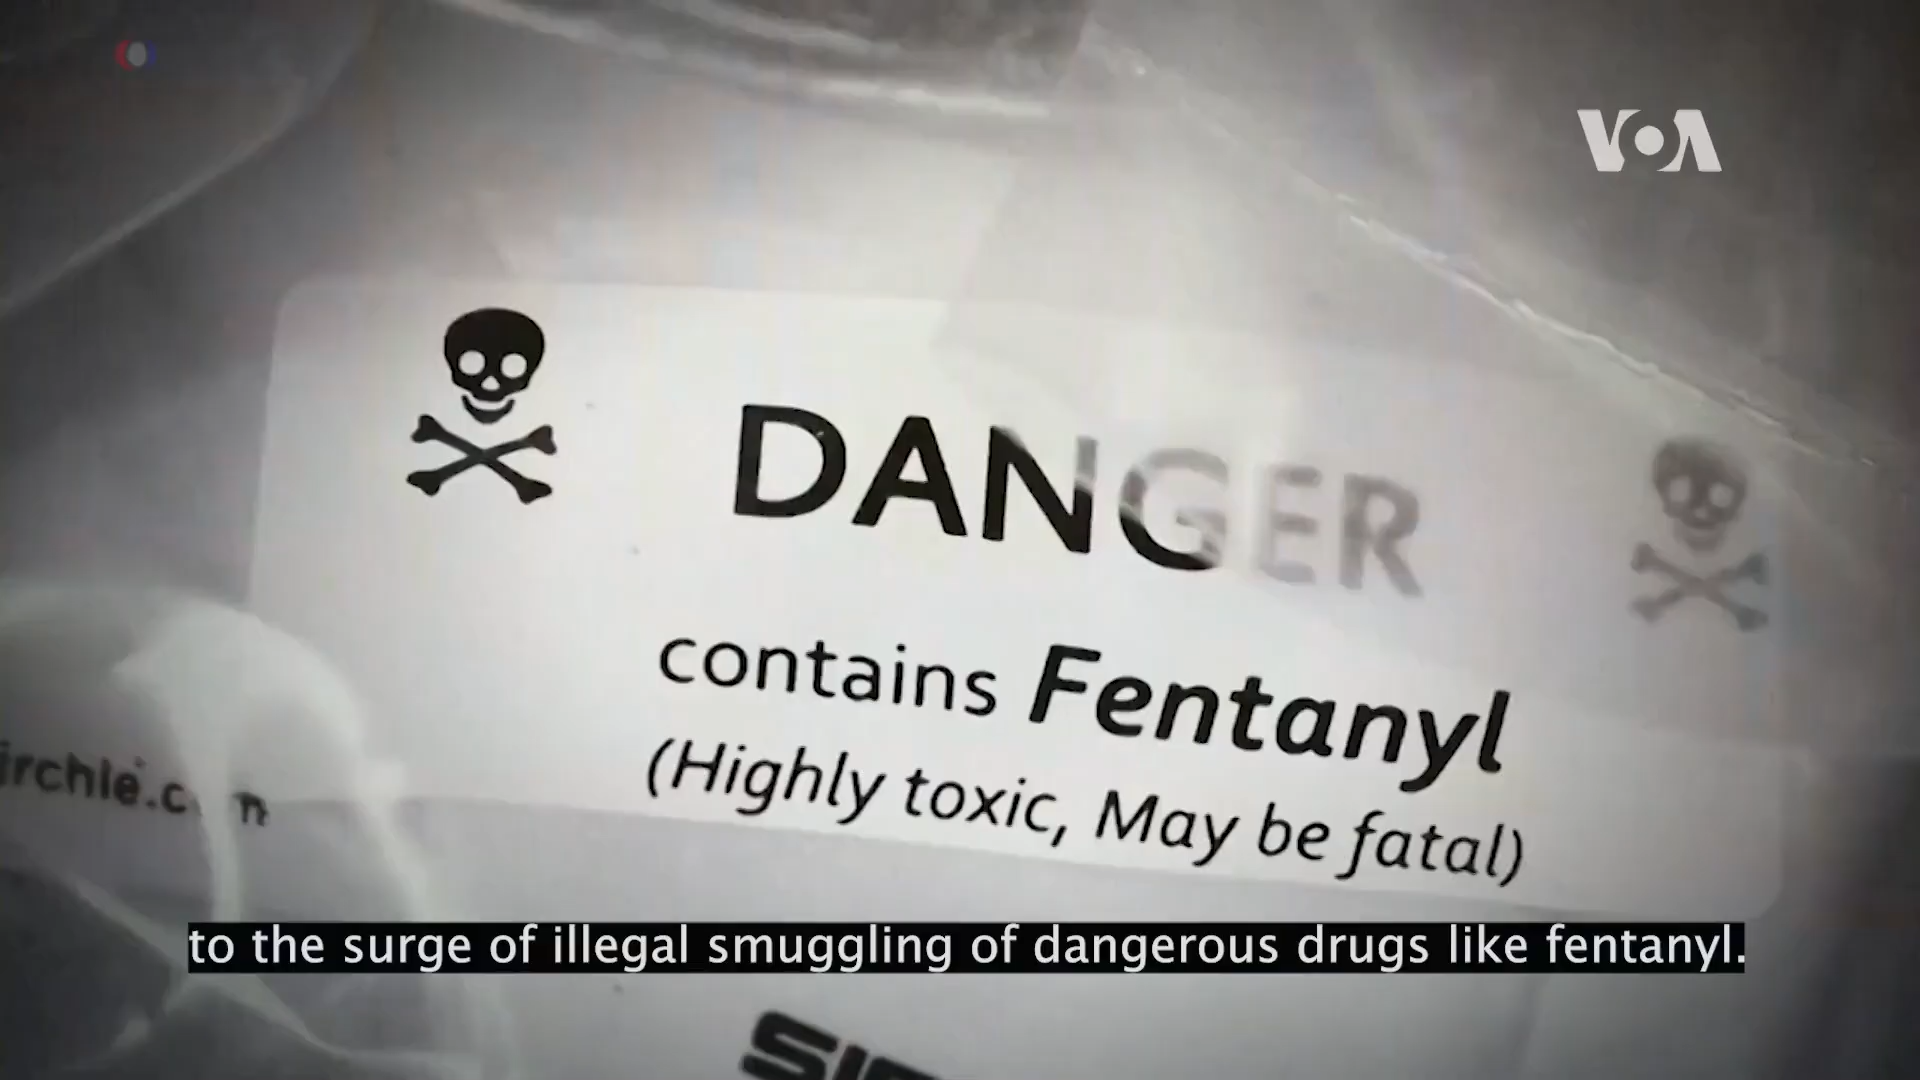 VOA
DANGER
contains Fentanyl
(Highly toxic, May be fatal)
to the surge of illegal smuggling of dangerous drugs like fentanyl.